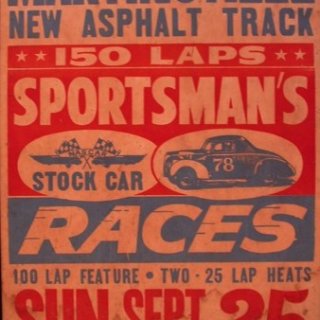 NEW ASPHALT TRACK
★★ 150 LAPS ★★
SPORTSMAN'S
STOCK CAR
78
RACES
100 LAP FEATURE • TWO - 25 LAP HEATS
SUN. SEPT. 25